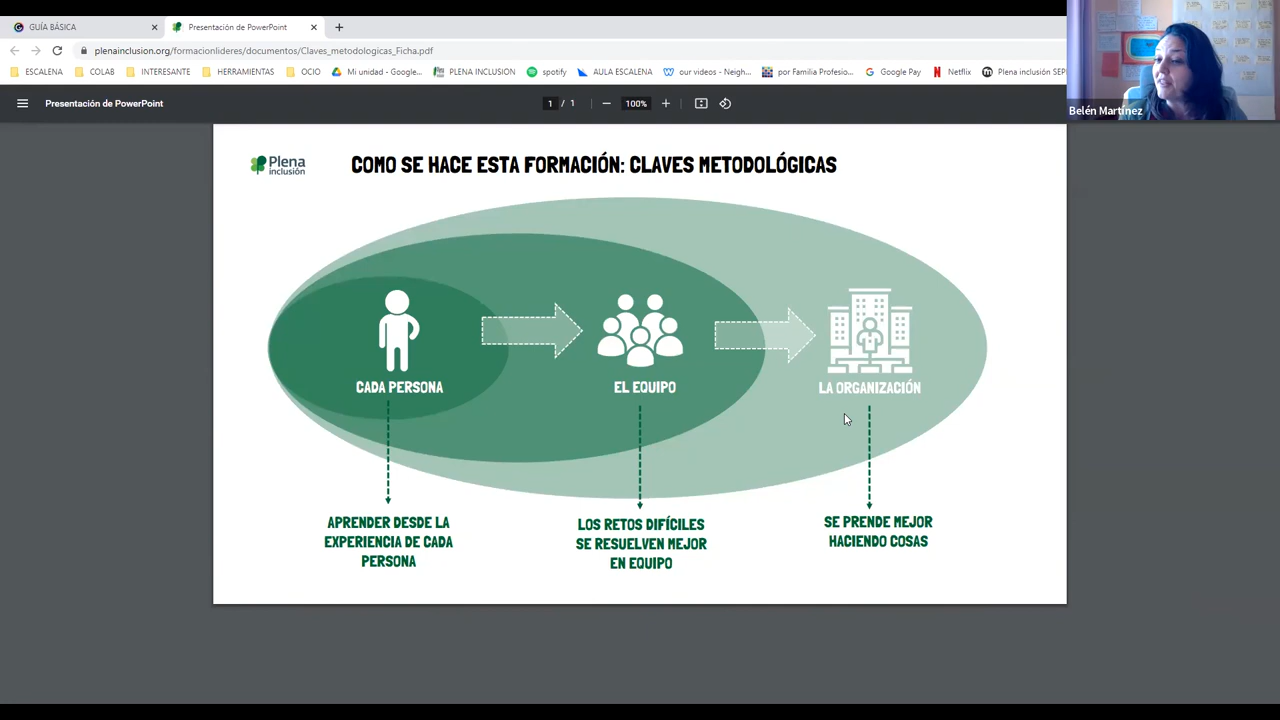 GUÍA BÁSICA
Presentación de PowerPoint
plenainclusion.org/formacionlideres/documentos/Claves_metodologicas_Ficha.pdf
ESCALENA COLAB INTERESANTE HERRAMIENTAS OCIO Mi unidad - Google... PLENA INCLUSION spotify AULA ESCALENA our videos - Neigh... por Familia Profesio... Google Pay Netflix Plena inclusión SEPI
Belén Martínez
Presentación de PowerPoint 1 / 1 100%
Plena inclusión
COMO SE HACE ESTA FORMACIÓN: CLAVES METODOLÓGICAS
CADA PERSONA
EL EQUIPO
LA ORGANIZACIÓN
APRENDER DESDE LA
EXPERIENCIA DE CADA
PERSONA
LOS RETOS DIFÍCILES
SE RESUELVEN MEJOR
EN EQUIPO
SE PRENDE MEJOR
HACIENDO COSAS